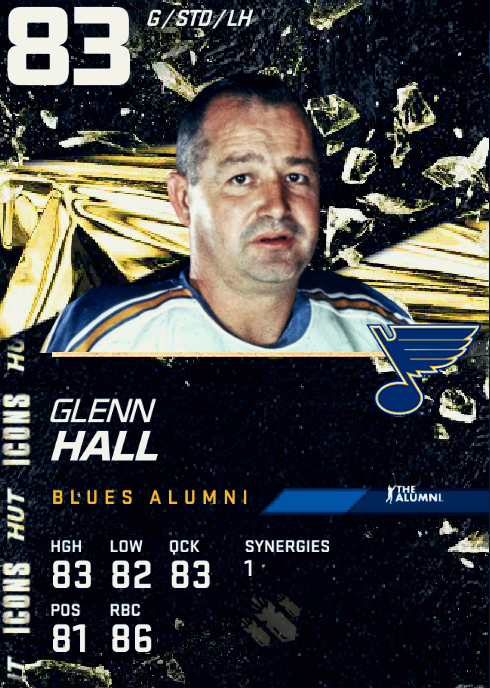 83
G/STD/LH
GLENN
HALL
BLUES ALUMNI
THE
ALUMNI
HGH LOW QCK SYNERGIES
83 82 83 1
POS RBC
81 86
HUT ICONS HUT ICONS